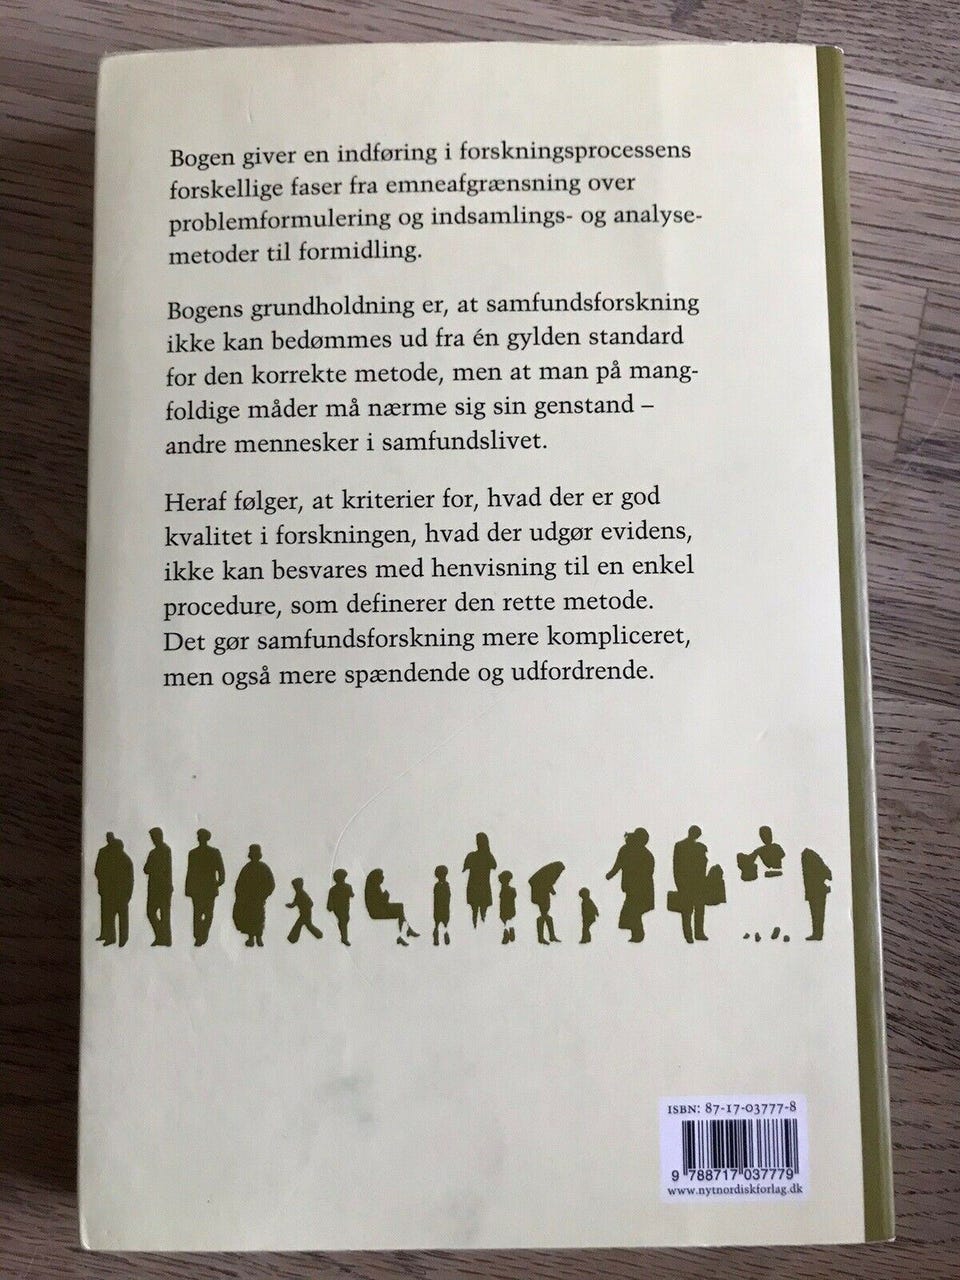 Bogen giver en indføring i forskningsprocessens
forskellige faser fra emneafgrænsning over
problemformulering og indsamlings- og analyse-
metoder til formidling.
Bogens grundholdning er, at samfundsforskning
ikke kan bedømmes ud fra én gylden standard
for den korrekte metode, men at man på mang-
foldige måder må nærme sig sin genstand –
andre mennesker i samfundslivet.
Heraf følger, at kriterier for, hvad der er god
kvalitet i forskningen, hvad der udgør evidens,
ikke kan besvares med henvisning til en enkel
procedure, som definerer den rette metode.
Det gør samfundsforskning mere kompliceret,
men også mere spændende og udfordrende.
ISBN: 87-17-03777-8
9 788717 037779
www.nytnordiskforlag.dk